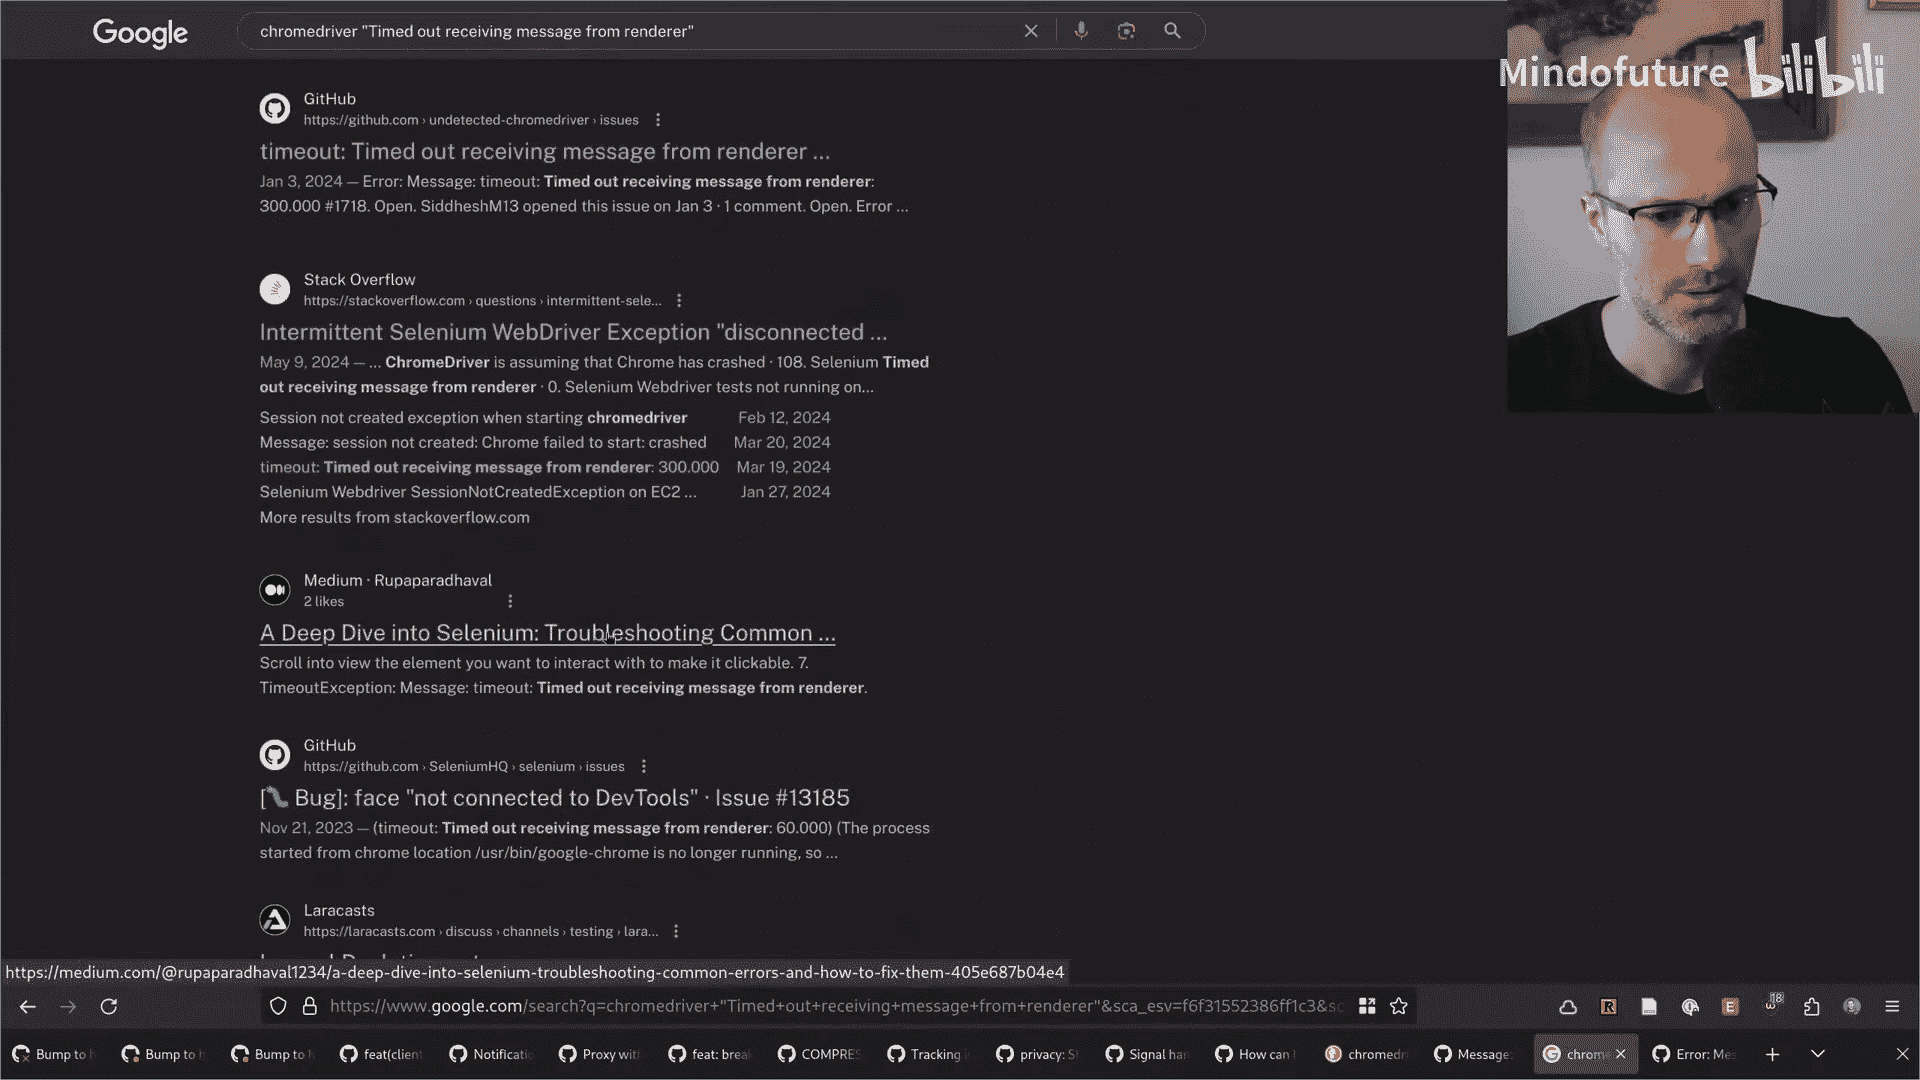 Google
chromedriver "Timed out receiving message from renderer"
Mindofuture bilibili
GitHub
https://github.com › undetected-chromedriver › issues
timeout: Timed out receiving message from renderer ...
Jan 3, 2024 — Error: Message: timeout: Timed out receiving message from renderer:
300.000 #1718. Open. SiddheshM13 opened this issue on Jan 3 · 1 comment. Open. Error ...
Stack Overflow
https://stackoverflow.com › questions › intermittent-sele...
Intermittent Selenium WebDriver Exception "disconnected ...
May 9, 2024 — ... ChromeDriver is assuming that Chrome has crashed · 108. Selenium Timed
out receiving message from renderer · 0. Selenium Webdriver tests not running on...
Session not created exception when starting chromedriver Feb 12, 2024
Message: session not created: Chrome failed to start: crashed Mar 20, 2024
timeout: Timed out receiving message from renderer: 300.000 Mar 19, 2024
Selenium Webdriver SessionNotCreatedException on EC2 ... Jan 27, 2024
More results from stackoverflow.com
Medium · Rupaparadhaval
2 likes
A Deep Dive into Selenium: Troubleshooting Common ...
Scroll into view the element you want to interact with to make it clickable. 7.
TimeoutException: Message: timeout: Timed out receiving message from renderer.
GitHub
https://github.com › SeleniumHQ › selenium › issues
[🐛 Bug]: face "not connected to DevTools" · Issue #13185
Nov 21, 2023 — (timeout: Timed out receiving message from renderer: 60.000) (The process
started from chrome location /usr/bin/google-chrome is no longer running, so ...
Laracasts
https://laracasts.com › discuss › channels › testing › lara...
https://medium.com/@rupaparadhaval1234/a-deep-dive-into-selenium-troubleshooting-common-errors-and-how-to-fix-them-405e687b04e4
https://www.google.com/search?q=chromedriver+"Timed+out+receiving+message+from+renderer"&sca_esv=f6f31552386ff1c3&sc
18
Bump to h Bump to h Bump to h feat(client Notificatio Proxy wit feat: brea COMPRES Tracking i privacy: S Signal han How can I chromedr Message: chrom Error: Mes